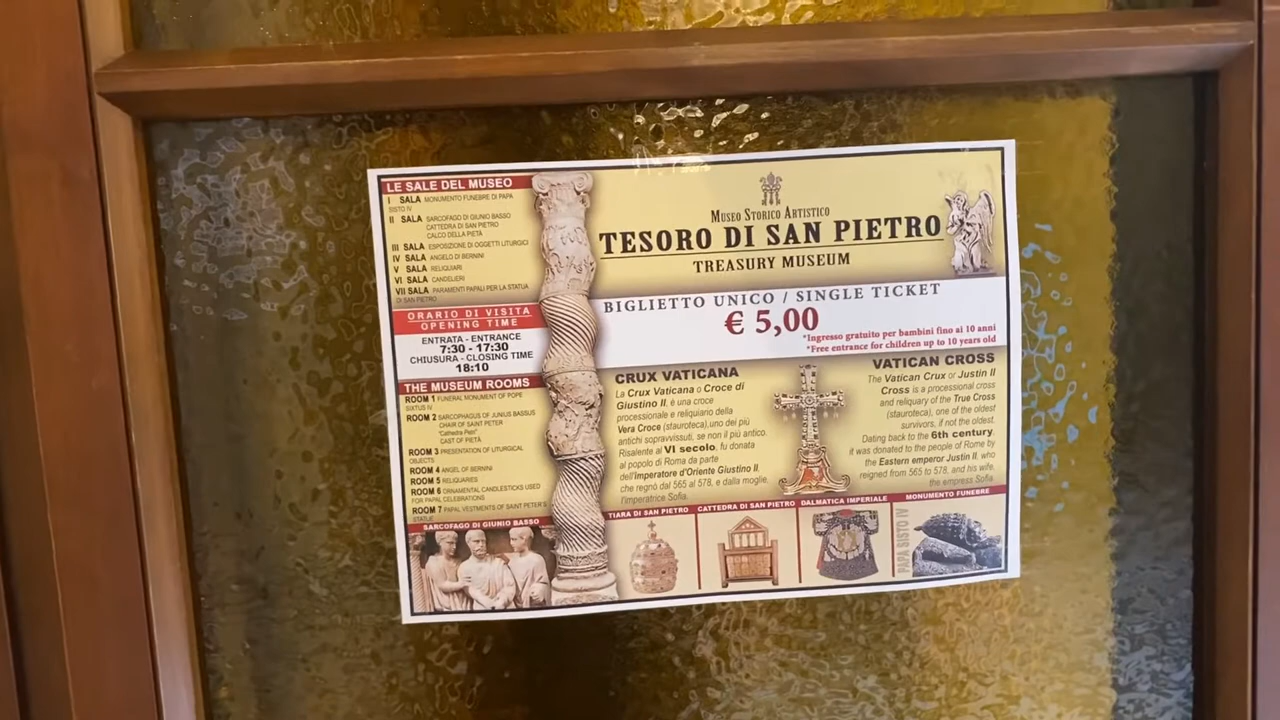 LE SALE DEL MUSEO
I SALA MONUMENTO FUNEBRE DI PAPA
SISTO IV
II SALA SARCOFAGO DI GIUNIO BASSO
CATTEDRA DI SAN PIETRO
CALCO DELLA PIETÀ
III SALA ESPOSIZIONE DI OGGETTI LITURGICI
IV SALA ANGELO DI BERNINI
V SALA RELIQUIARI
VI SALA CANDELIERI
VII SALA PARAMENTI PAPALI PER LA STATUA
DI SAN PIETRO
ORARIO DI VISITA
OPENING TIME
ENTRATA - ENTRANCE
7:30 - 17:30
CHIUSURA - CLOSING TIME
18:10
THE MUSEUM ROOMS
ROOM 1 FUNERAL MONUMENT OF POPE
SIXTUS IV
ROOM 2 SARCOPHAGUS OF JUNIUS BASSUS
CHAIR OF SAINT PETER
"Cathedra Petri"
CAST OF PIETÀ
ROOM 3 PRESENTATION OF LITURGICAL
OBJECTS
ROOM 4 ANGEL OF BERNINI
ROOM 5 RELIQUARIES
ROOM 6 ORNAMENTAL CANDLESTICKS USED
FOR PAPAL CELEBRATIONS
ROOM 7 PAPAL VESTMENTS OF SAINT PETER'S
STATUE
MUSEO STORICO ARTISTICO
TESORO DI SAN PIETRO
TREASURY MUSEUM
BIGLIETTO UNICO / SINGLE TICKET
€ 5,00
*Ingresso gratuito per bambini fino ai 10 anni
*Free entrance for children up to 10 years old
CRUX VATICANA
La Crux Vaticana o Croce di
Giustino II, è una croce
processionale e reliquiario della
Vera Croce (stauroteca),uno dei più
antichi sopravvissuti, se non il più antico.
Risalente al VI secolo, fu donata
al popolo di Roma da parte
dell'imperatore d'Oriente Giustino II,
che regnò dal 565 al 578, e dalla moglie,
l'imperatrice Sofia.
VATICAN CROSS
The Vatican Crux or Justin II
Cross is a processional cross
and reliquary of the True Cross
(stauroteca), one of the oldest
survivors, if not the oldest.
Dating back to the 6th century,
it was donated to the people of Rome by
the Eastern emperor Justin II, who
reigned from 565 to 578, and his wife,
the empress Sofia.
SARCOFAGO DI GIUNIO BASSO
TIARA DI SAN PIETRO
CATTEDRA DI SAN PIETRO
DALMATICA IMPERIALE
MONUMENTO FUNEBRE
PAPA SISTO IV